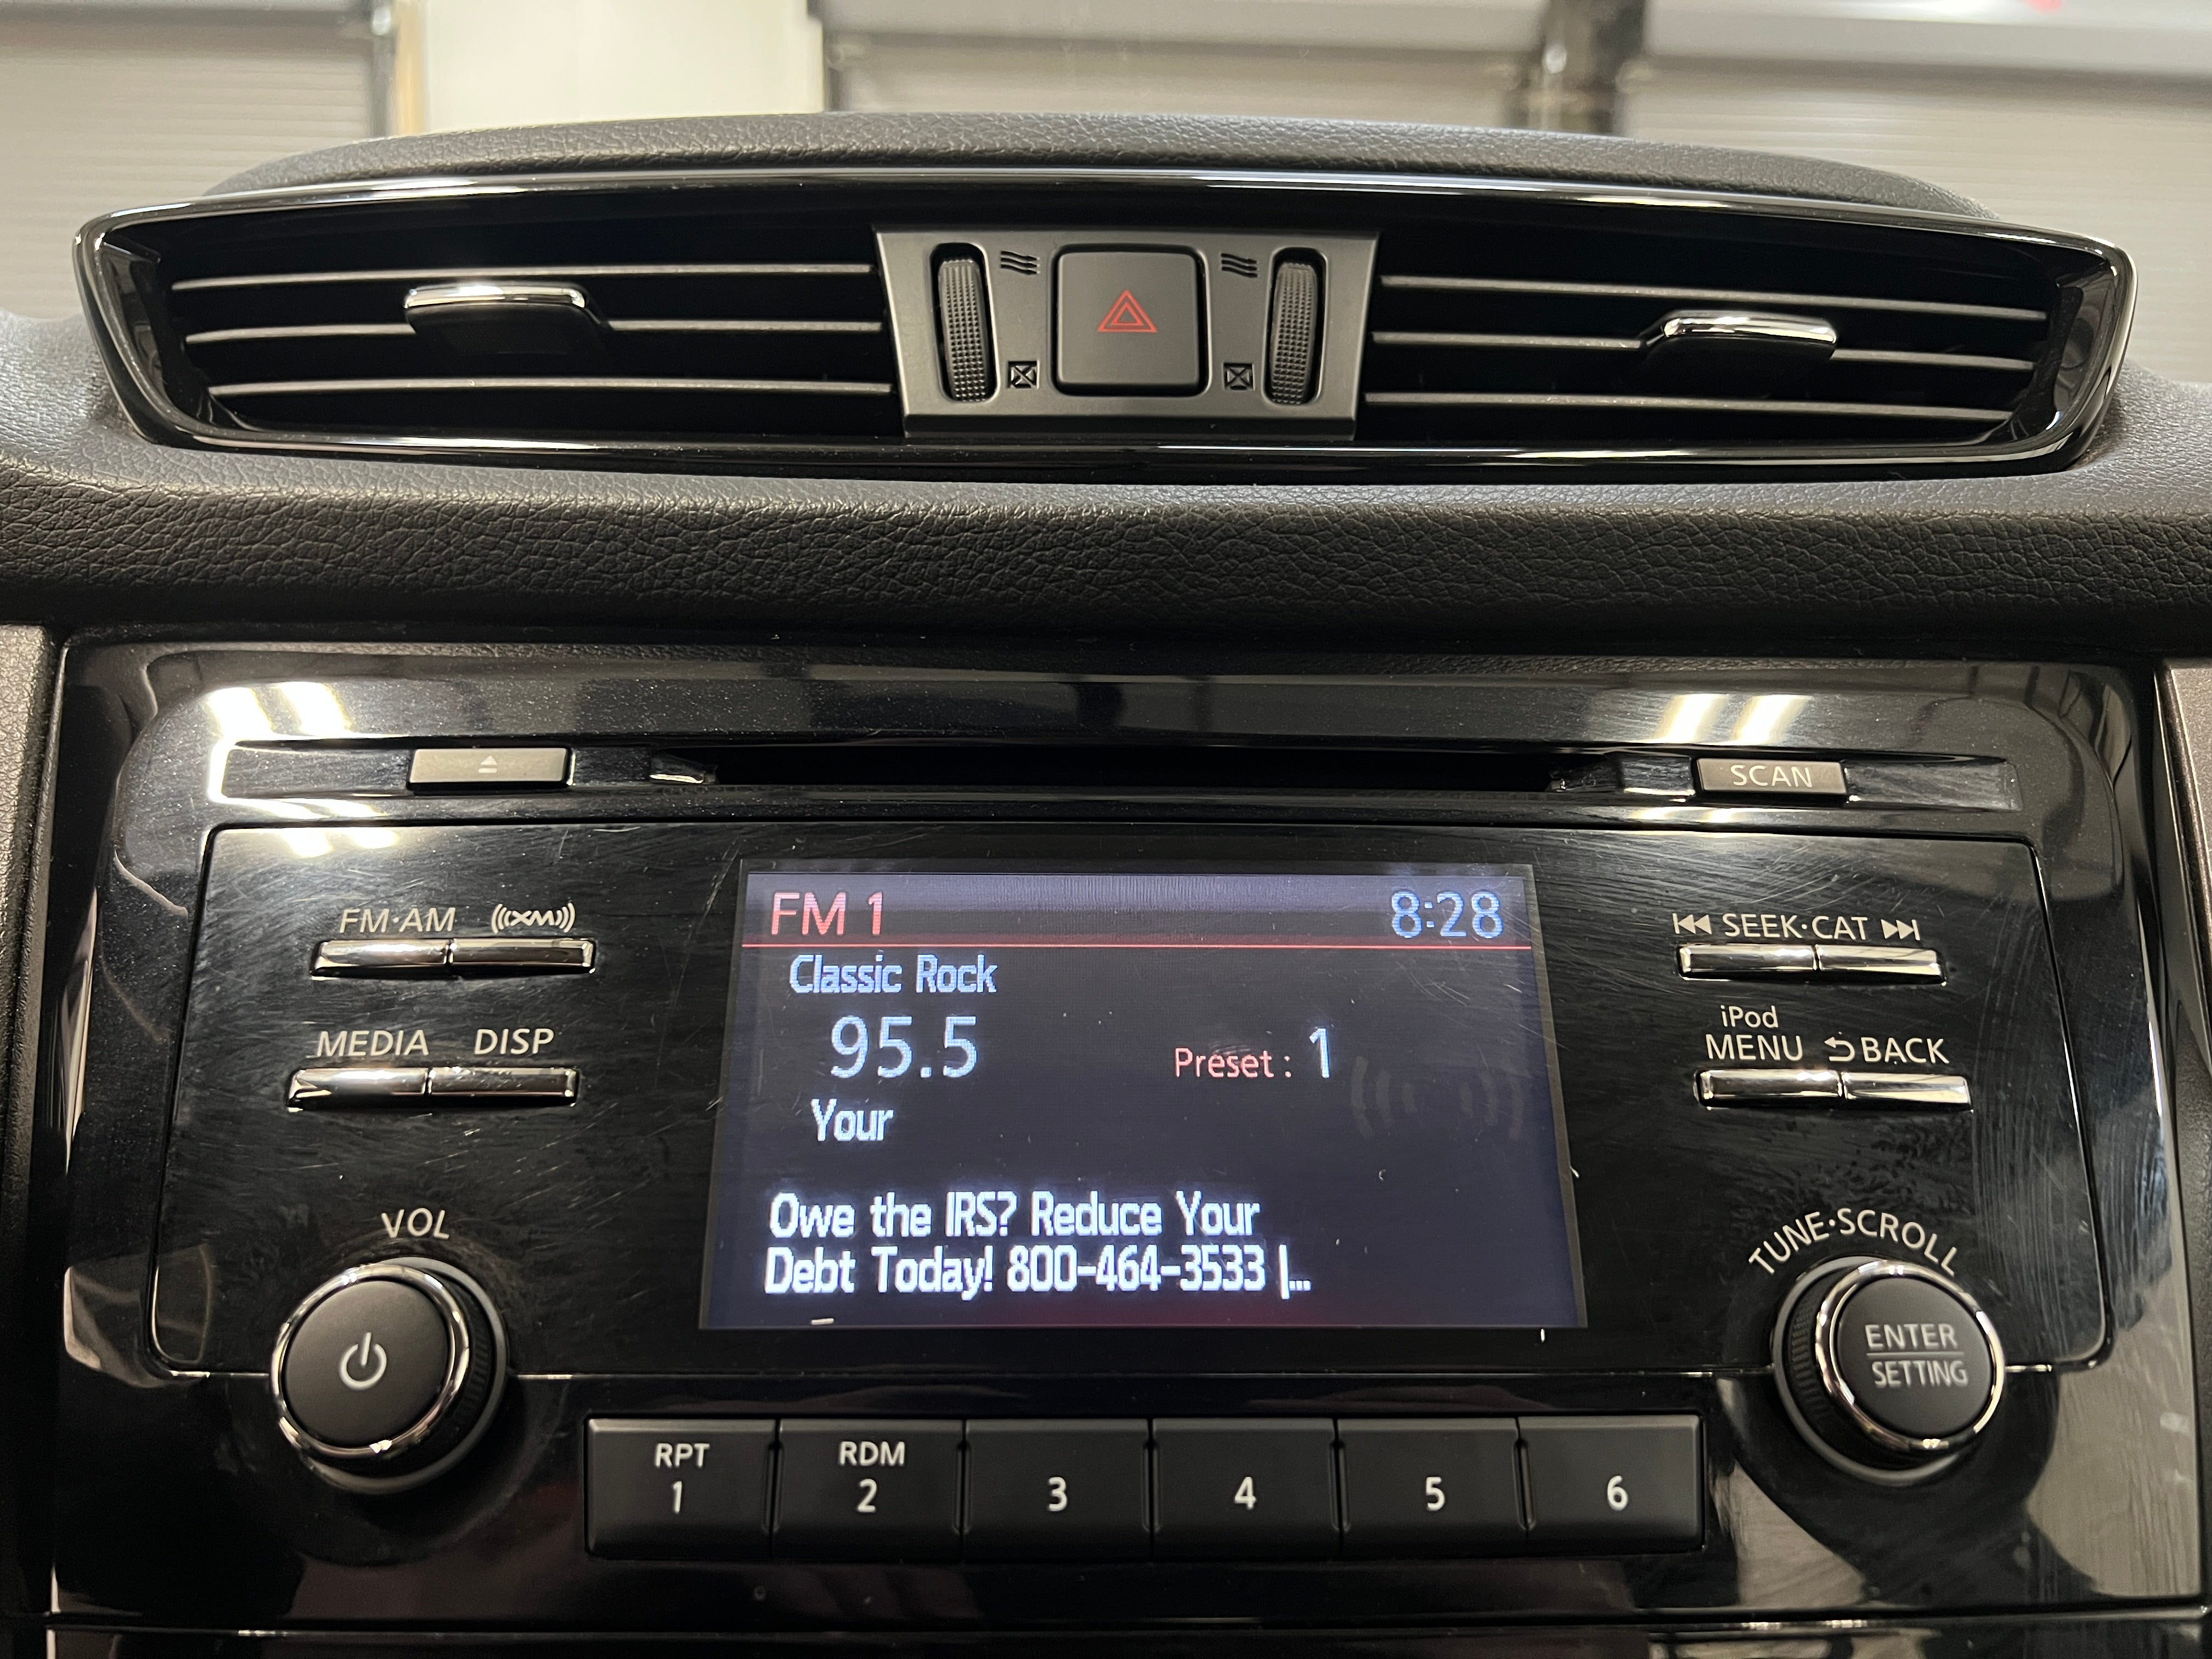 SCAN
FM·AM XM
FM 1 8:28
SEEK·CAT
Classic Rock
95.5 Preset : 1
iPod
MEDIA DISP
MENU BACK
Your
Owe the IRS? Reduce Your
Debt Today! 800-464-3533 |...
VOL
TUNE·SCROLL
ENTER
SETTING
RPT RDM
1 2 3 4 5 6